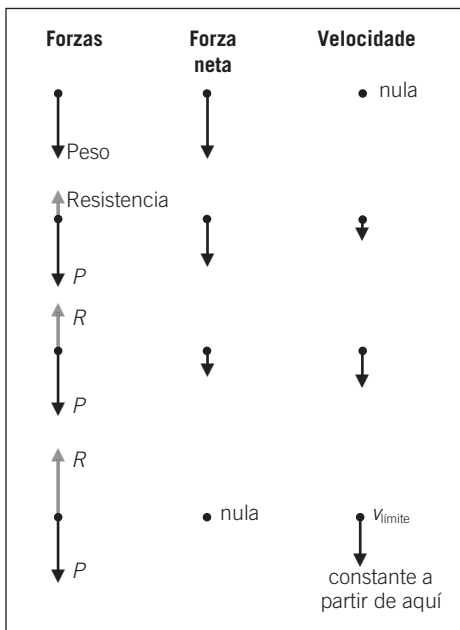 Forzas Forza neta Velocidade
nula
Peso
Resistencia
P
R
P
R
nula
vlímite
P
constante a
partir de aquí